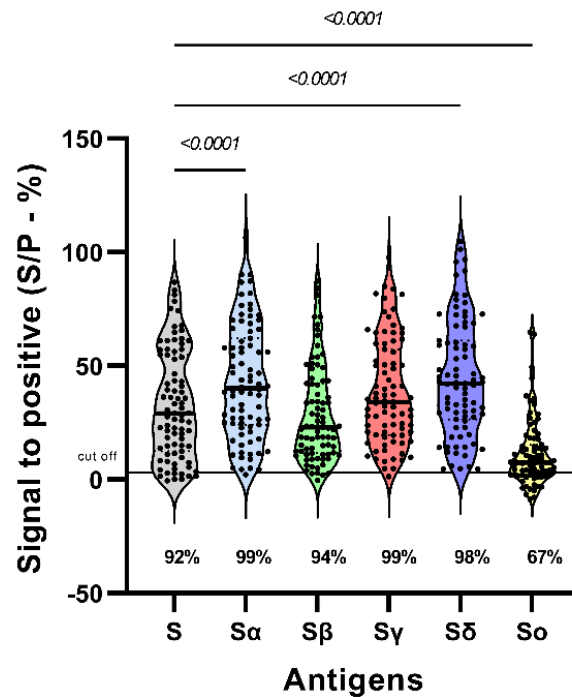 <0.0001
<0.0001
<0.0001
Signal to positive (S/P - %)
150
100
50
cut off
0
-50
92% 99% 94% 99% 98% 67%
S Sα Sβ Sγ Sδ So
Antigens